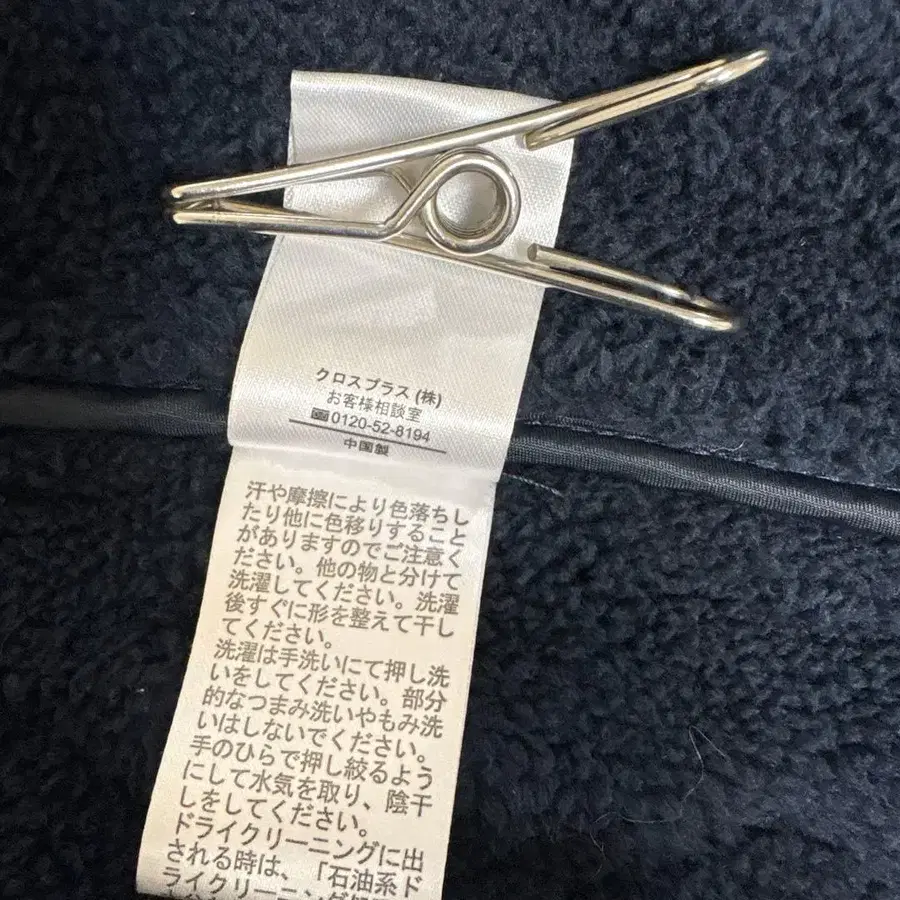 クロスプラス (株)
お客様相談室
0120-52-8194
中国製
汗や摩擦により色落ちし
たり他に色移りすること
がありますのでご注意く
ださい。他の物と分けて
洗濯してください。洗濯
後すぐに形を整えて干し
てください。
洗濯は手洗いにて押し洗
いをしてください。部分
的なつまみ洗いやもみ洗
いはしないでください。
手のひらで押し絞るよう
にして水気を取り、陰干
しをしてください。
ドライクリーニングに出
される時は、「石油系ド
ライクリーニング